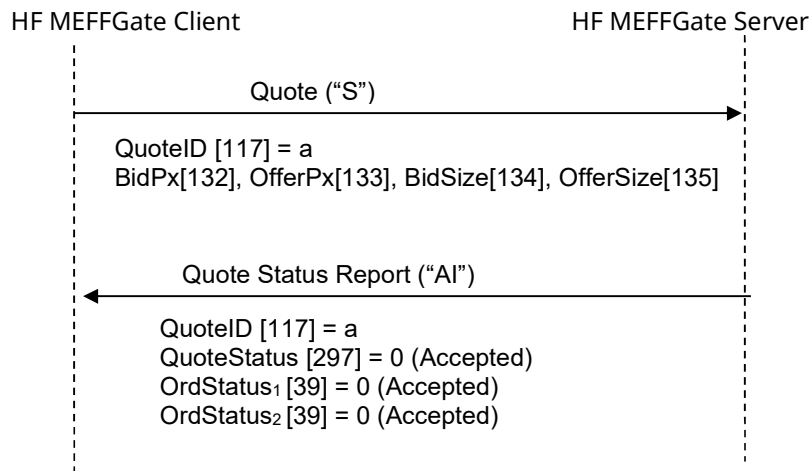 HF MEFFGate Client
HF MEFFGate Server
Quote (“S”)
QuoteID [117] = a
BidPx[132], OfferPx[133], BidSize[134], OfferSize[135]
Quote Status Report (“AI”)
QuoteID [117] = a
QuoteStatus [297] = 0 (Accepted)
OrdStatus₁ [39] = 0 (Accepted)
OrdStatus₂ [39] = 0 (Accepted)